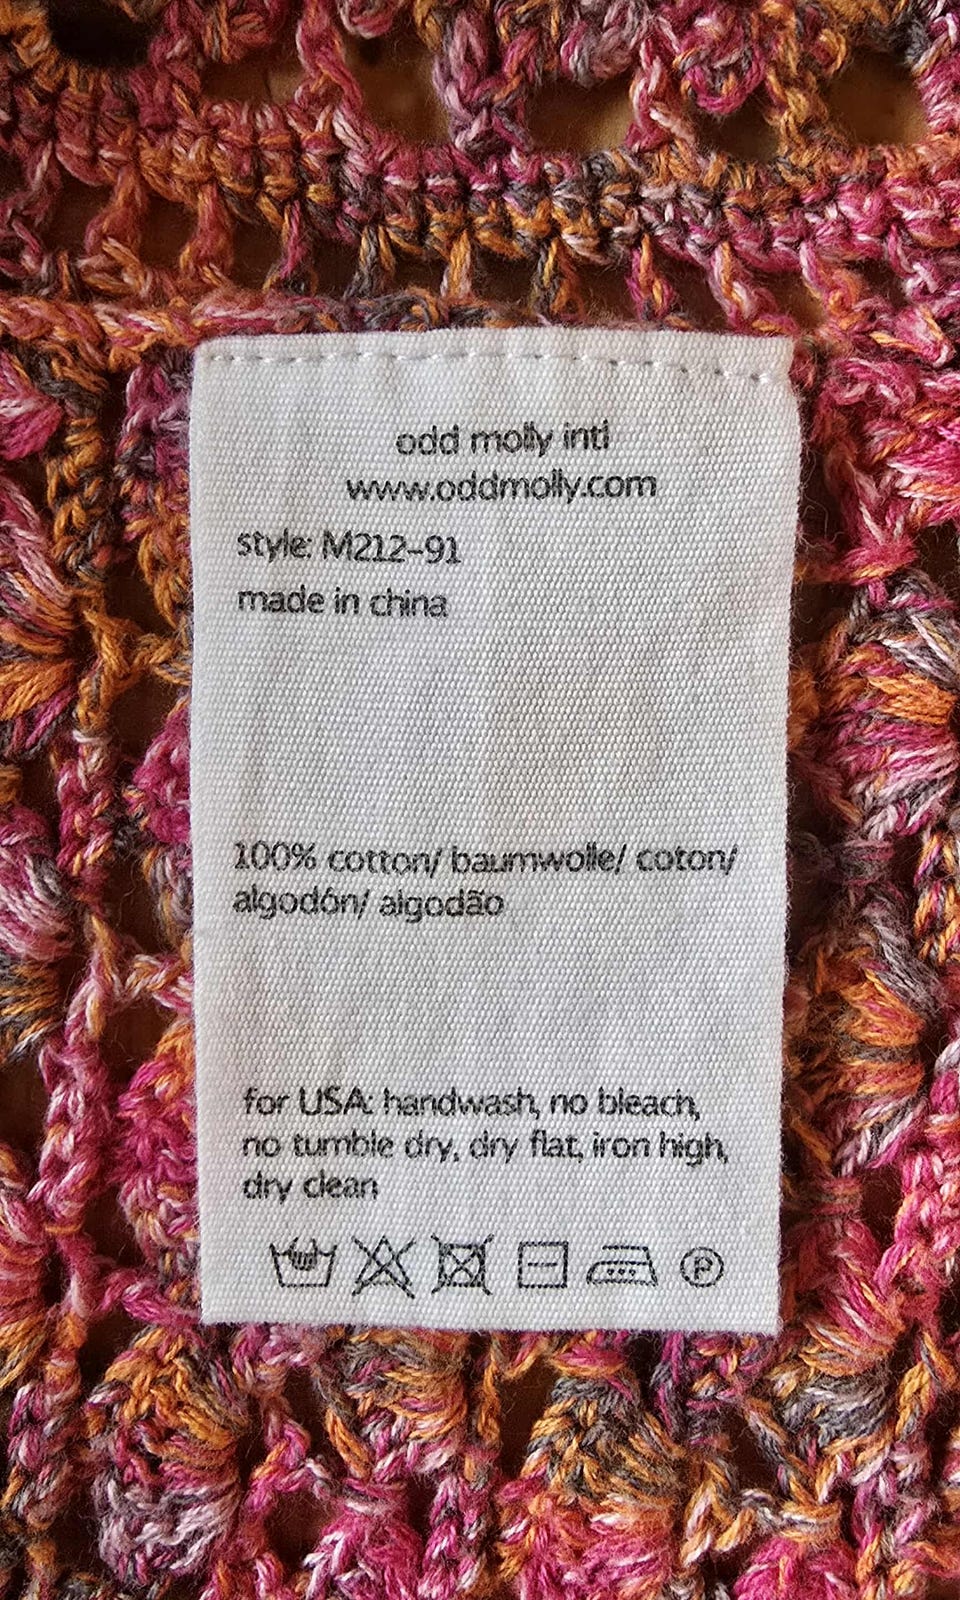 odd molly intl
www.oddmolly.com
style: M212-91
made in china
100% cotton/ baumwolle/ coton/
algodón/ algodão
for USA: handwash, no bleach,
no tumble dry, dry flat, iron high,
dry clean
P